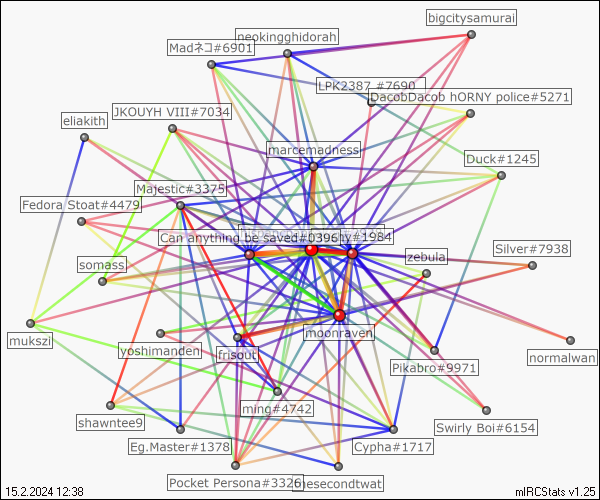 bigcitysamurai
neokingghidorah
Madネコ#6901
LPK2387 #7690
DacobDacob hORNY police#5271
JKOUYH VIII#7034
eliakith
marcemadness
Duck#1245
Majestic#3375
Fedora Stoat#4479
Can anything be saved#0396
#1984
Silver#7938
zebula
somass
moonraven
mukszi
yoshimanden
frisout
normalwan
Pikabro#9971
ming#4742
shawntee9
Swirly Boi#6154
Eg.Master#1378
Cypha#1717
Pocket Persona#3326
hesecondtwat
15.2.2024 12:38
mIRCStats v1.25